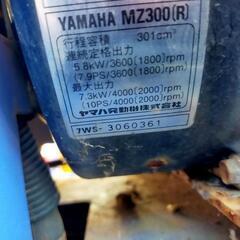 YAMAHA MZ300(R)
行程容積 301cm³
連続定格出力
5.8kW/3600[1800]rpm
(7.9PS/3600[1800]rpm)
最大出力
7.3kW/4000[2000]rpm
(10PS/4000[2000]rpm)
ヤマハ発動機株式会社
7WS-3060361